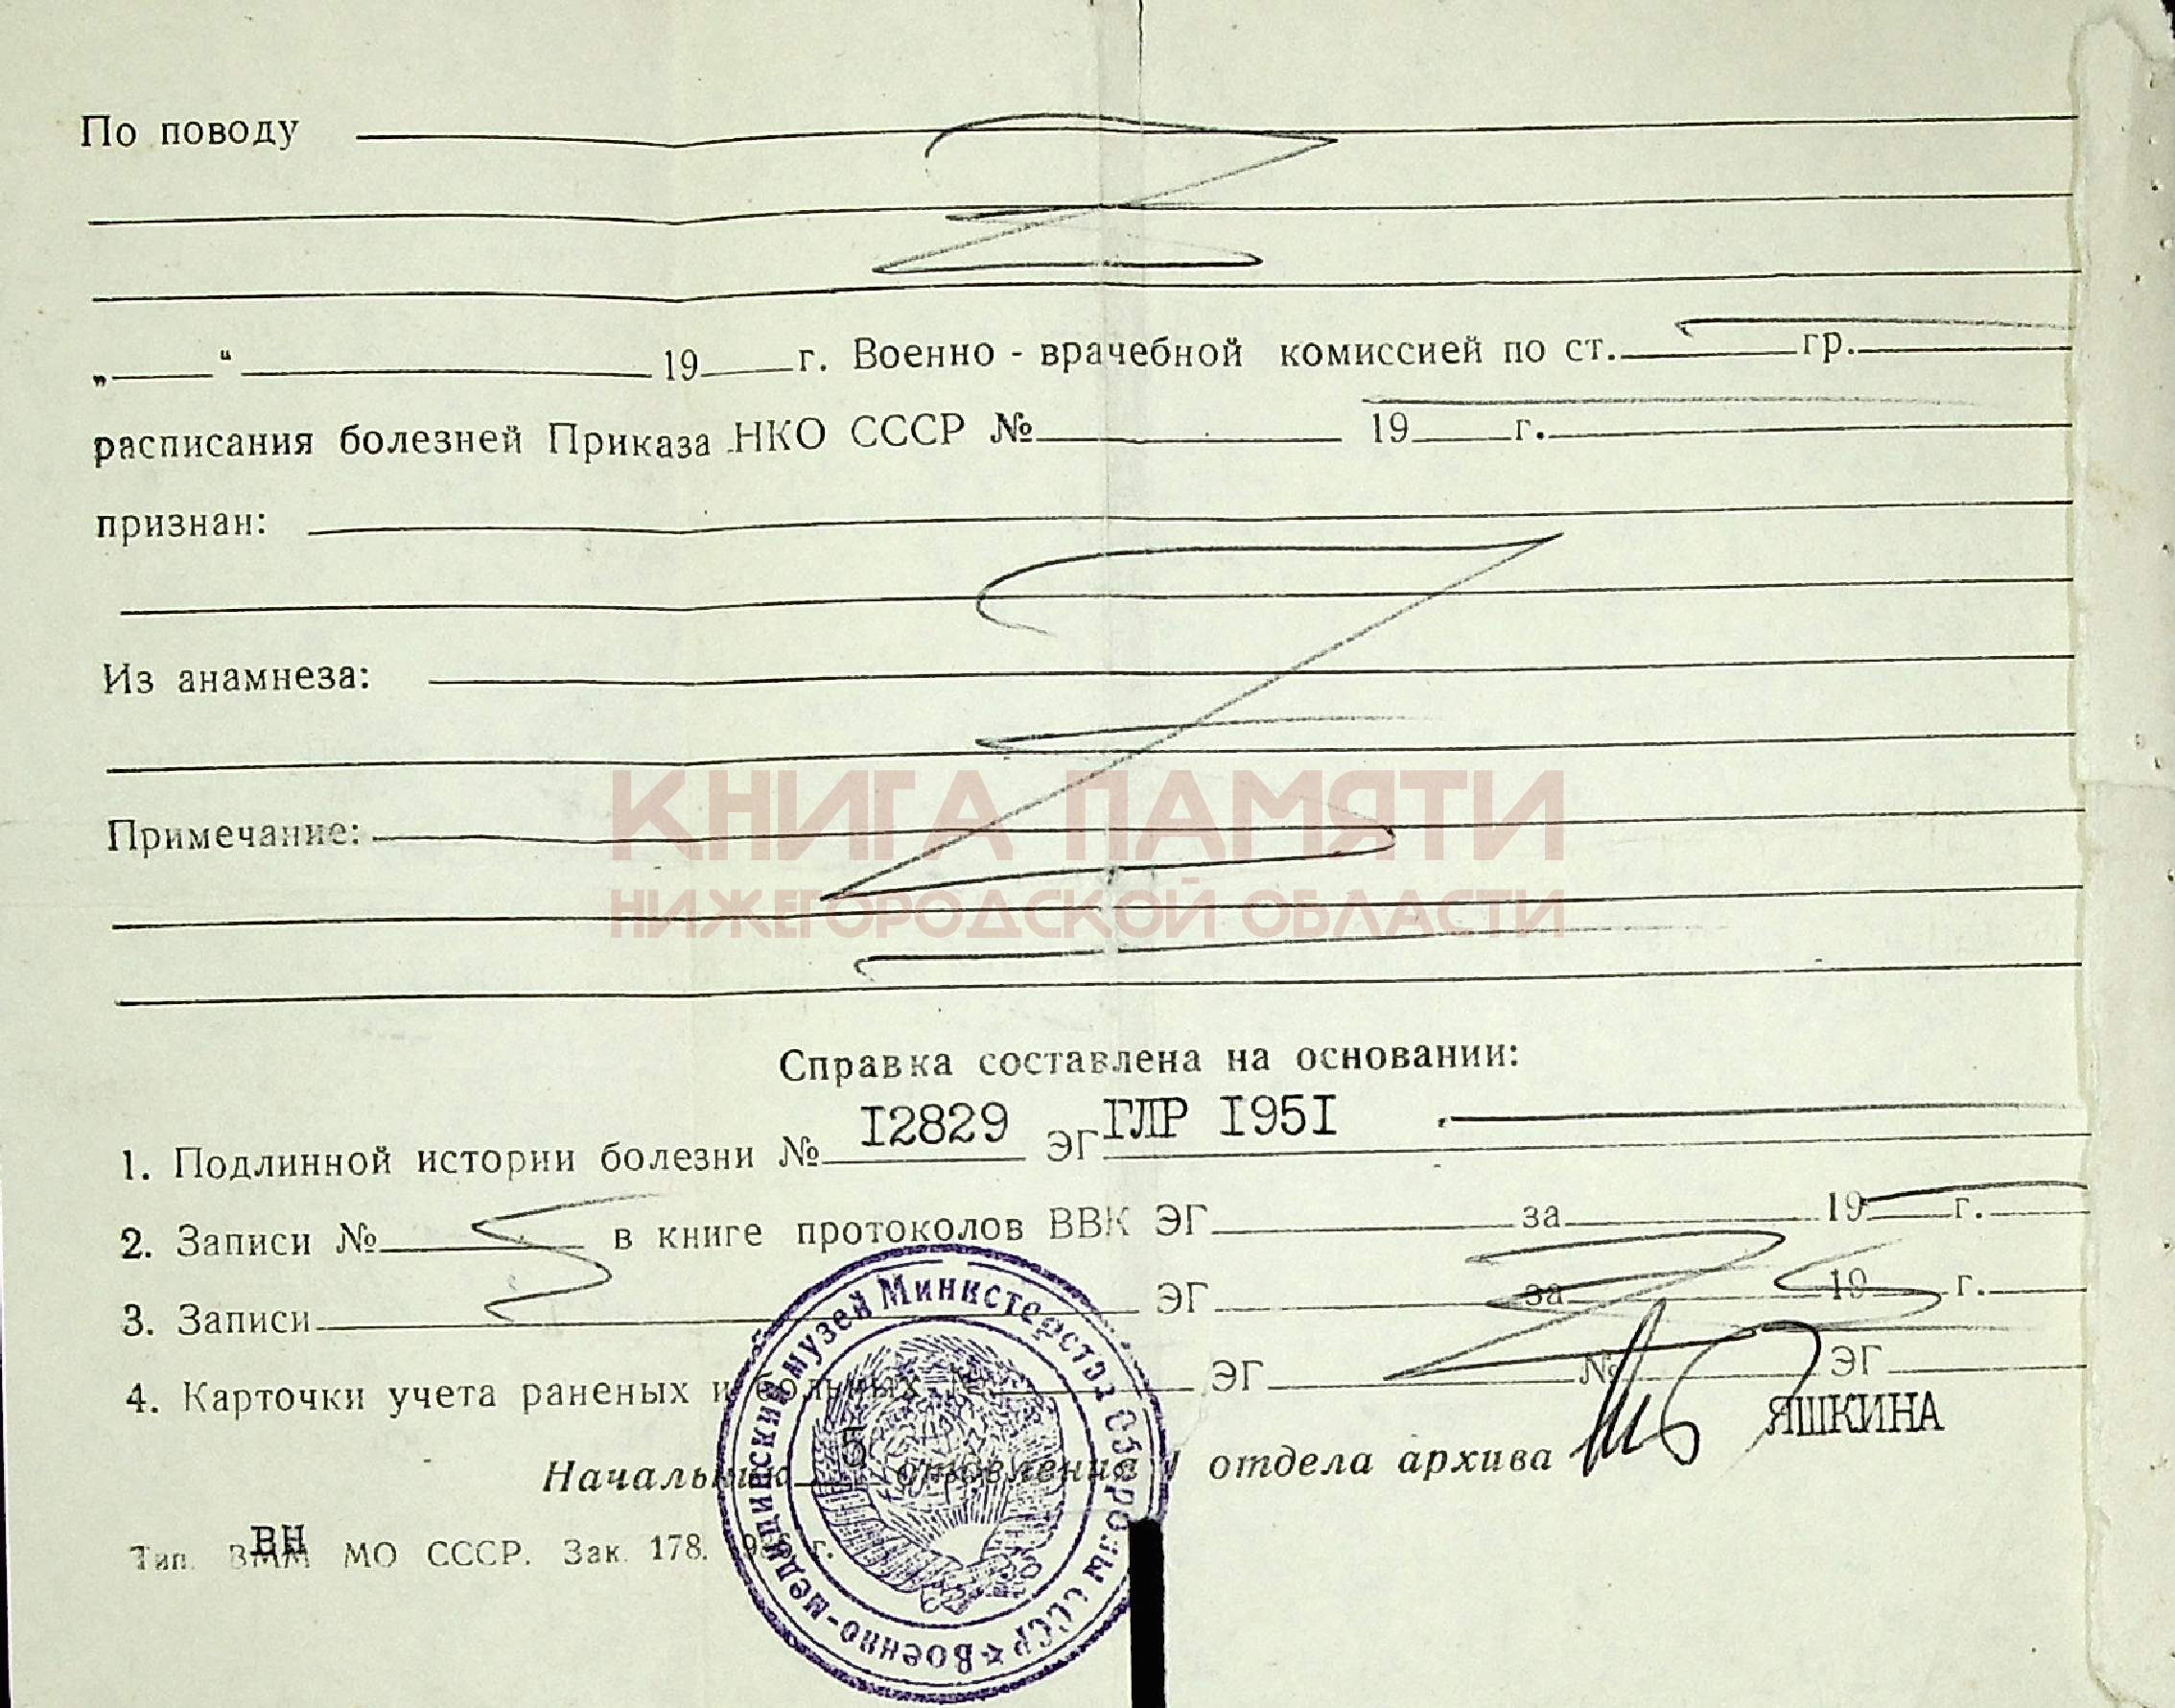 По поводу
„ “ 19 г. Военно - врачебной комиссией по ст. гр.
расписания болезней Приказа НКО СССР № 19 г.
признан:
Из анамнеза:
КНИГА ПАМЯТИ
Примечание:
НИЖЕГОРОДСКОЙ ОБЛАСТИ
Справка составлена на основании:
1. Подлинной истории болезни № I2829 ЭГ ГЛР I95I
2. Записи № в книге протоколов ВВК ЭГ за 19 г.
3. Записи ЭГ за 19 г.
4. Карточки учета раненых и больных ЭГ № ЭГ
Начальник 5 отделения отдела архива ЯШКИНА
ВН
Тип. ВММ МО СССР. Зак. 178.
Военно-медицинский музей Министерства Обороны СССР